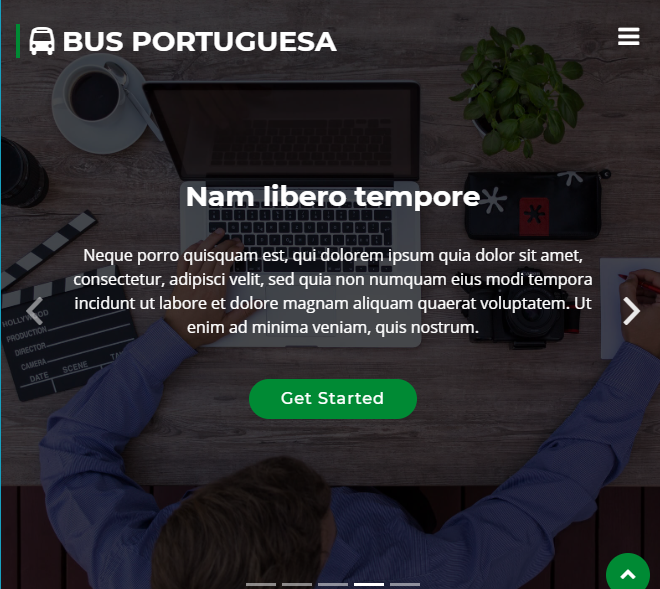 BUS PORTUGUESA
Nam libero tempore
Neque porro quisquam est, qui dolorem ipsum quia dolor sit amet,
consectetur, adipisci velit, sed quia non numquam eius modi tempora
incidunt ut labore et dolore magnam aliquam quaerat voluptatem. Ut
enim ad minima veniam, quis nostrum.
HOLLYWOOD
PRODUCTION
DIRECTOR
CAMERA
DATE SCENE TA
Get Started